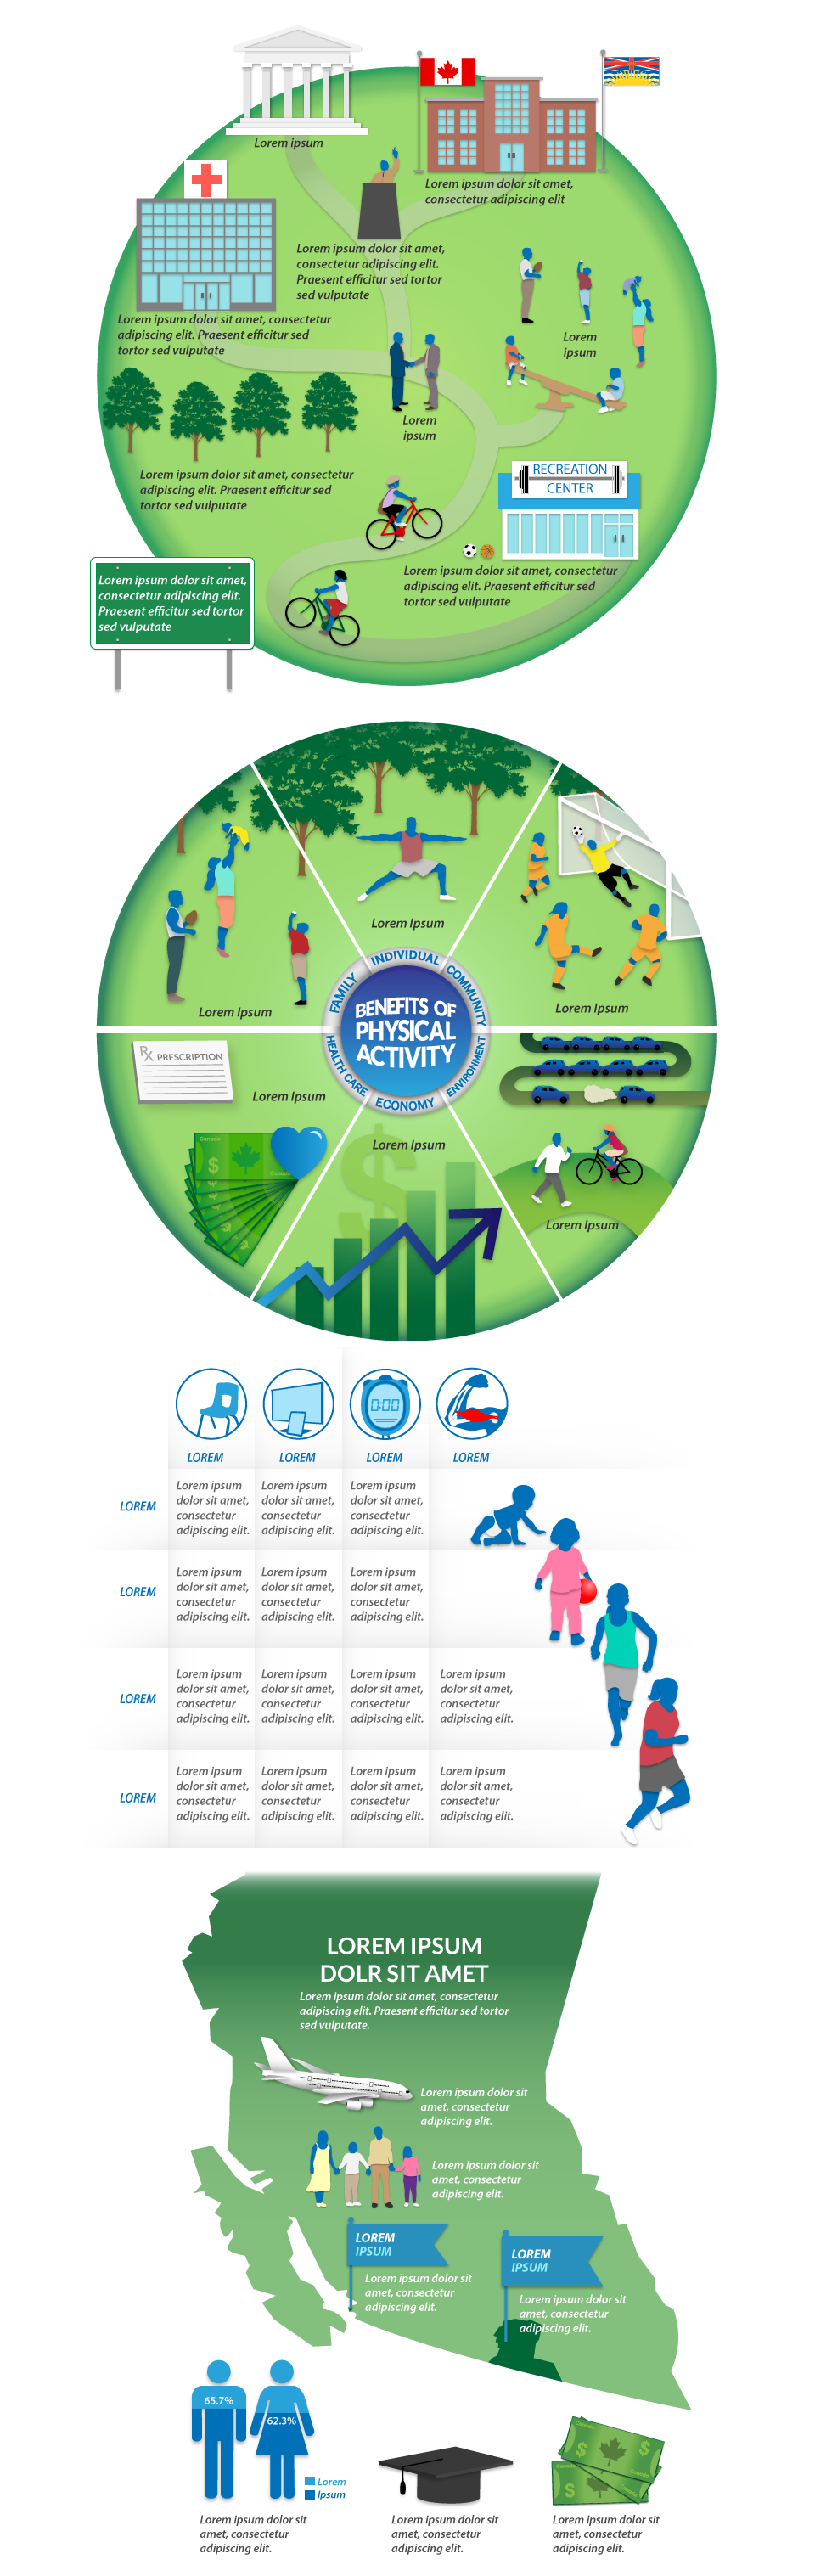 Lorem ipsum
Lorem ipsum dolor sit amet,
consectetur adipiscing elit
Lorem ipsum dolor sit amet,
consectetur adipiscing elit.
Praesent efficitur sed tortor
sed vulputate
Lorem ipsum dolor sit amet, consectetur
adipiscing elit. Praesent efficitur sed
tortor sed vulputate
Lorem
ipsum
Lorem
ipsum
Lorem ipsum dolor sit amet, consectetur
adipiscing elit. Praesent efficitur sed
tortor sed vulputate
RECREATION
CENTER
Lorem ipsum dolor sit amet, consectetur
adipiscing elit. Praesent efficitur sed
tortor sed vulputate
Lorem ipsum dolor sit amet,
consectetur adipiscing elit.
Praesent efficitur sed tortor
sed vulputate
Lorem Ipsum
Lorem Ipsum
Lorem Ipsum
FAMILY
INDIVIDUAL
COMMUNITY
BENEFITS OF
PHYSICAL
ACTIVITY
HEALTH CARE
ECONOMY
ENVIRONMENT
Rx PRESCRIPTION
Lorem Ipsum
Canada
$
Lorem Ipsum
$
Lorem Ipsum
0:00
LOREM
LOREM
LOREM
LOREM
LOREM
Lorem ipsum
dolor sit amet,
consectetur
adipiscing elit.
Lorem ipsum
dolor sit amet,
consectetur
adipiscing elit.
Lorem ipsum
dolor sit amet,
consectetur
adipiscing elit.
LOREM
Lorem ipsum
dolor sit amet,
consectetur
adipiscing elit.
Lorem ipsum
dolor sit amet,
consectetur
adipiscing elit.
Lorem ipsum
dolor sit amet,
consectetur
adipiscing elit.
LOREM
Lorem ipsum
dolor sit amet,
consectetur
adipiscing elit.
Lorem ipsum
dolor sit amet,
consectetur
adipiscing elit.
Lorem ipsum
dolor sit amet,
consectetur
adipiscing elit.
Lorem ipsum
dolor sit amet,
consectetur
adipiscing elit.
LOREM
Lorem ipsum
dolor sit amet,
consectetur
adipiscing elit.
Lorem ipsum
dolor sit amet,
consectetur
adipiscing elit.
Lorem ipsum
dolor sit amet,
consectetur
adipiscing elit.
Lorem ipsum
dolor sit amet,
consectetur
adipiscing elit.
LOREM IPSUM
DOLR SIT AMET
Lorem ipsum dolor sit amet, consectetur
adipiscing elit. Praesent efficitur sed tortor
sed vulputate.
Lorem ipsum dolor sit
amet, consectetur
adipiscing elit.
Lorem ipsum dolor sit
amet, consectetur
adipiscing elit.
LOREM
IPSUM
Lorem ipsum dolor sit
amet, consectetur
adipiscing elit.
LOREM
IPSUM
Lorem ipsum dolor sit
amet, consectetur
adipiscing elit.
65.7%
62.3%
Lorem
Ipsum
Lorem ipsum dolor sit
amet, consectetur
adipiscing elit.
Lorem ipsum dolor sit
amet, consectetur
adipiscing elit.
$
$
$
Lorem ipsum dolor sit
amet, consectetur
adipiscing elit.